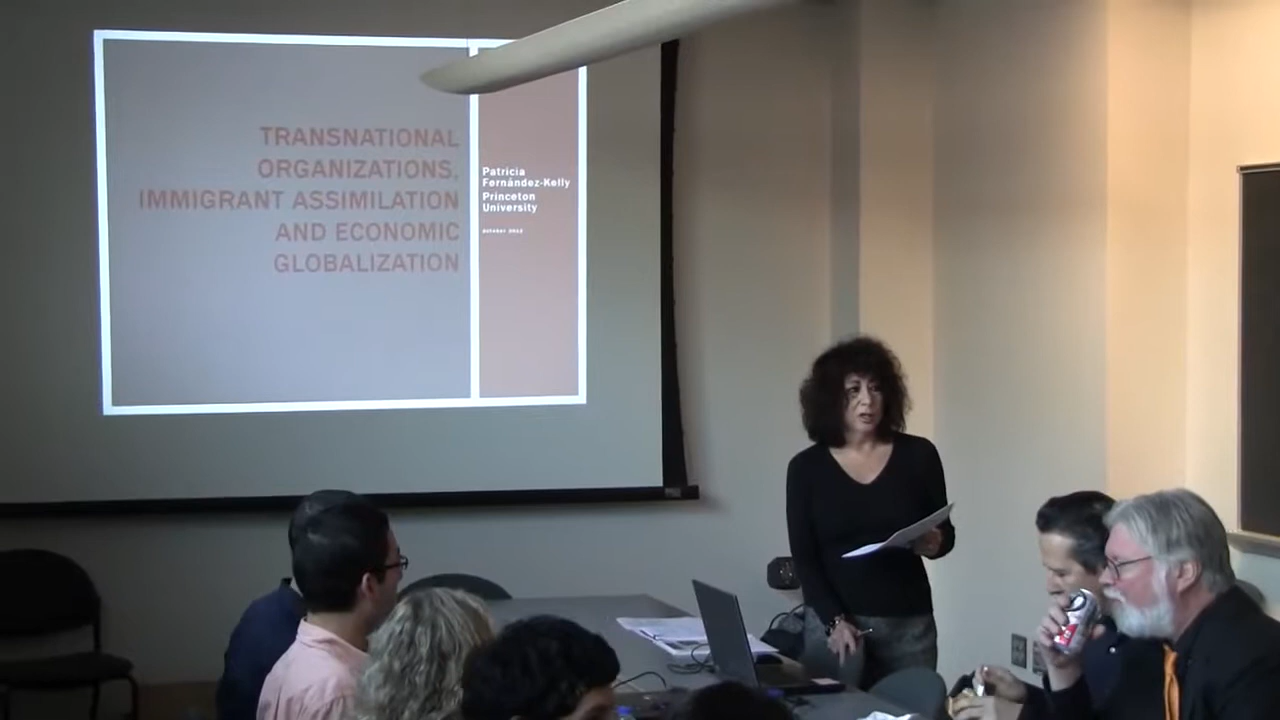 TRANSNATIONAL
ORGANIZATIONS,
IMMIGRANT ASSIMILATION
AND ECONOMIC
GLOBALIZATION
Patricia
Fernández-Kelly
Princeton
University